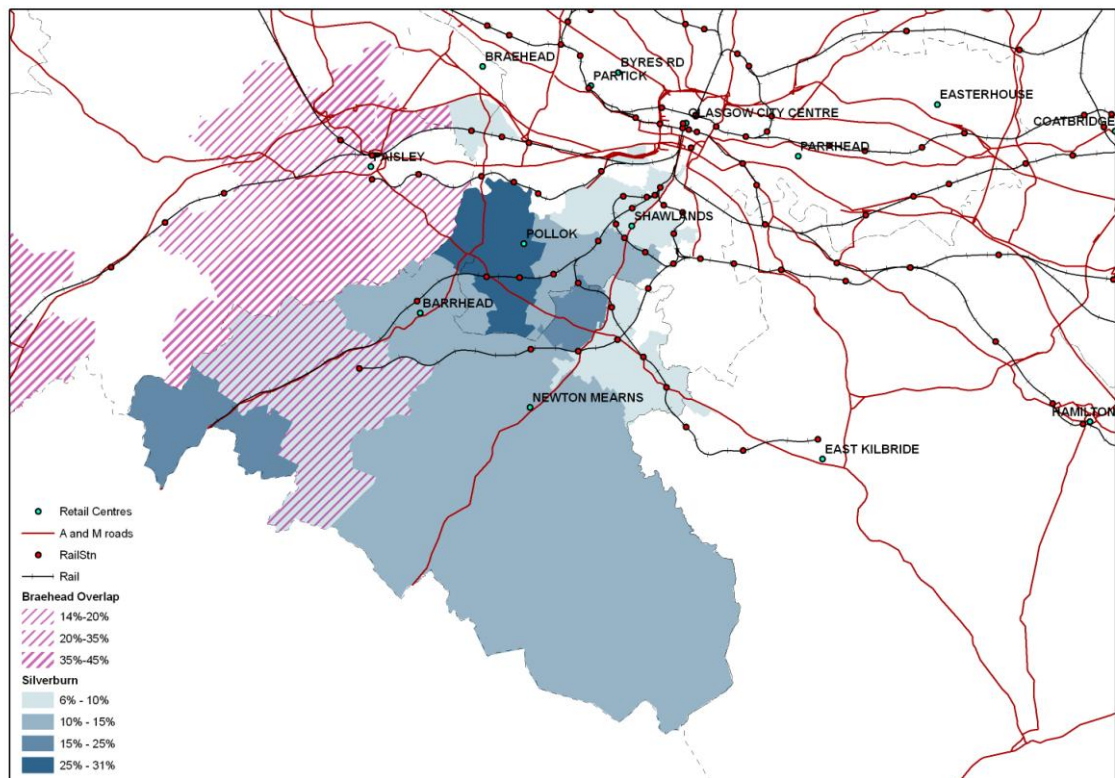 BRAEHEAD
BYRES RD
PARTICK
EASTERHOUSE
GLASGOW CITY CENTRE
COATBRIDGE
PAISLEY
PARKHEAD
SHAWLANDS
POLLOK
BARRHEAD
NEWTON MEARNS
HAMILTON
EAST KILBRIDE
Retail Centres
A and M roads
RailStn
Rail
Braehead Overlap
14%-20%
20%-35%
35%-45%
Silverburn
6% - 10%
10% - 15%
15% - 25%
25% - 31%